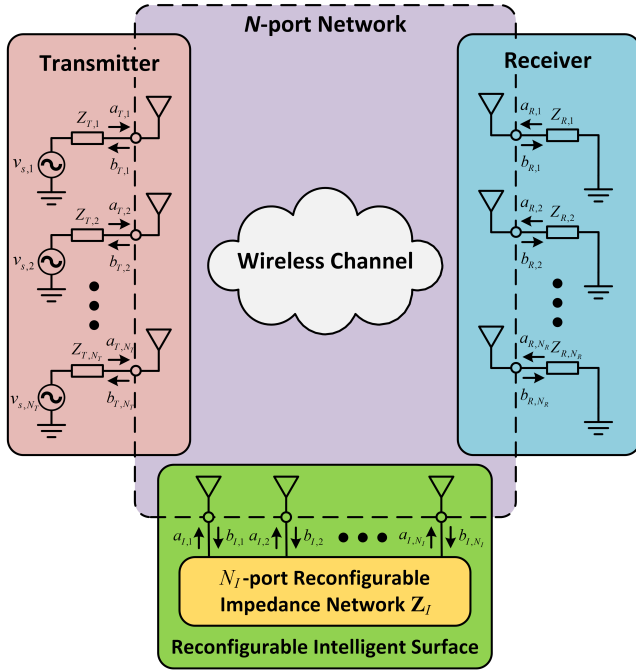 N-port Network
Transmitter
Receiver
Z_{T,1}
a_{T,1}
b_{T,1}
v_{s,1}
Z_{T,2}
a_{T,2}
b_{T,2}
v_{s,2}
Z_{T,N_T}
a_{T,N_T}
b_{T,N_T}
v_{s,N_T}
Wireless Channel
a_{R,1}
Z_{R,1}
b_{R,1}
a_{R,2}
Z_{R,2}
b_{R,2}
a_{R,N_R}
Z_{R,N_R}
b_{R,N_R}
a_{I,1}
b_{I,1}
a_{I,2}
b_{I,2}
a_{I,N_I}
b_{I,N_I}
N_I-port Reconfigurable
Impedance Network Z_I
Reconfigurable Intelligent Surface